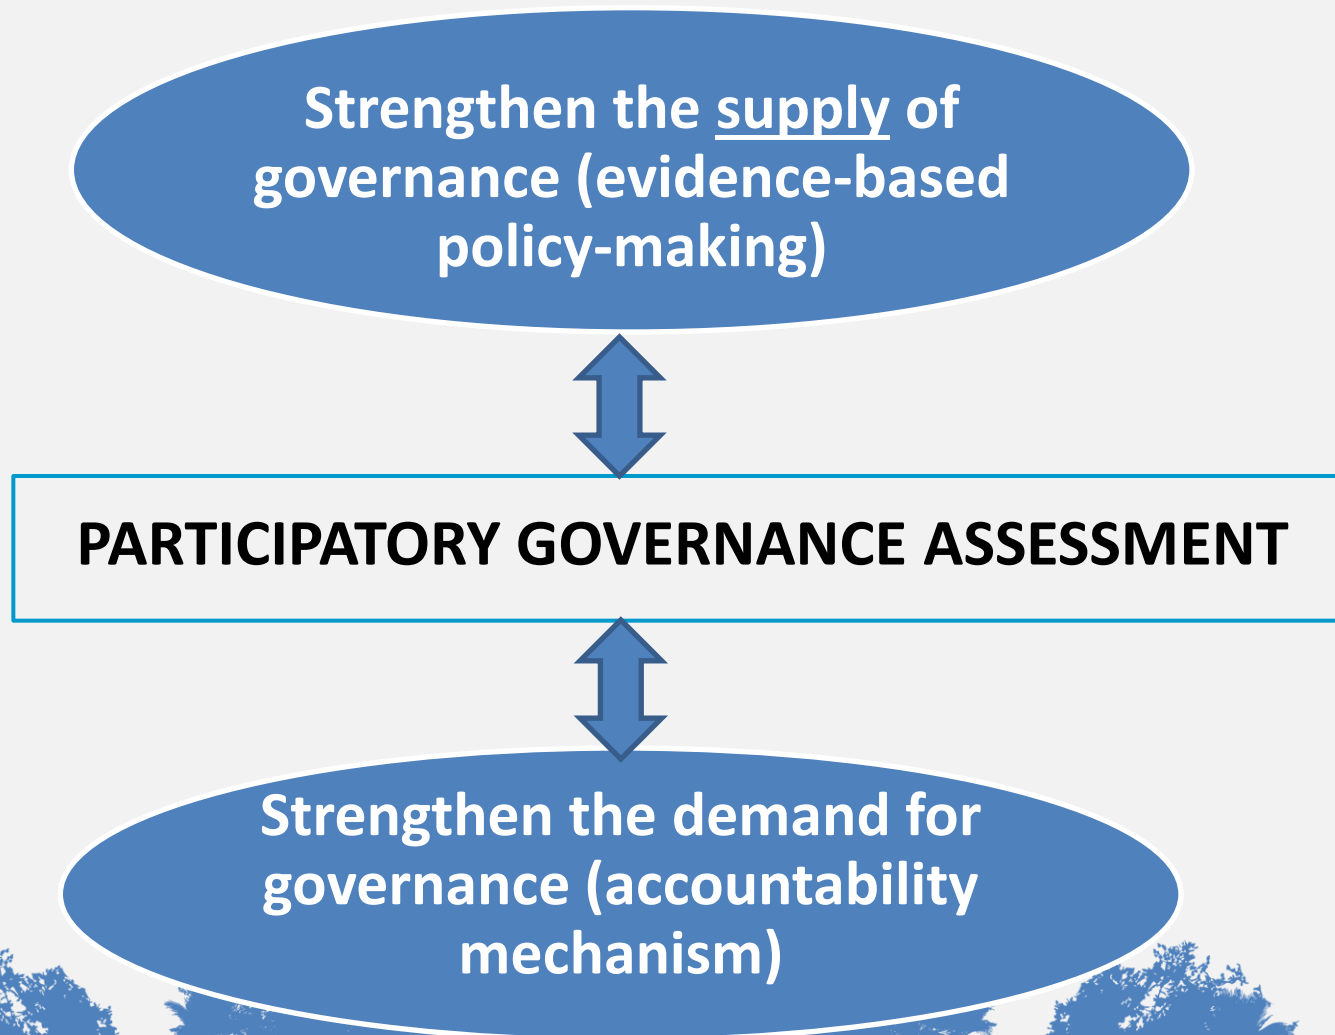 Strengthen the supply of
governance (evidence-based
policy-making)
PARTICIPATORY GOVERNANCE ASSESSMENT
Strengthen the demand for
governance (accountability
mechanism)